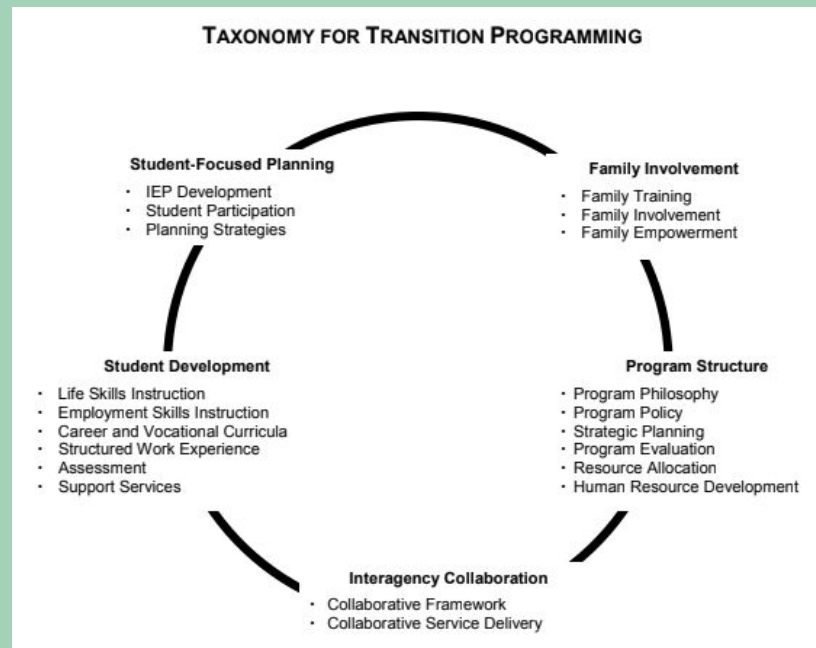 TAXONOMY FOR TRANSITION PROGRAMMING
Student-Focused Planning
· IEP Development
· Student Participation
· Planning Strategies
Family Involvement
· Family Training
· Family Involvement
· Family Empowerment
Student Development
· Life Skills Instruction
· Employment Skills Instruction
· Career and Vocational Curricula
· Structured Work Experience
· Assessment
· Support Services
Program Structure
· Program Philosophy
· Program Policy
· Strategic Planning
· Program Evaluation
· Resource Allocation
· Human Resource Development
Interagency Collaboration
· Collaborative Framework
· Collaborative Service Delivery